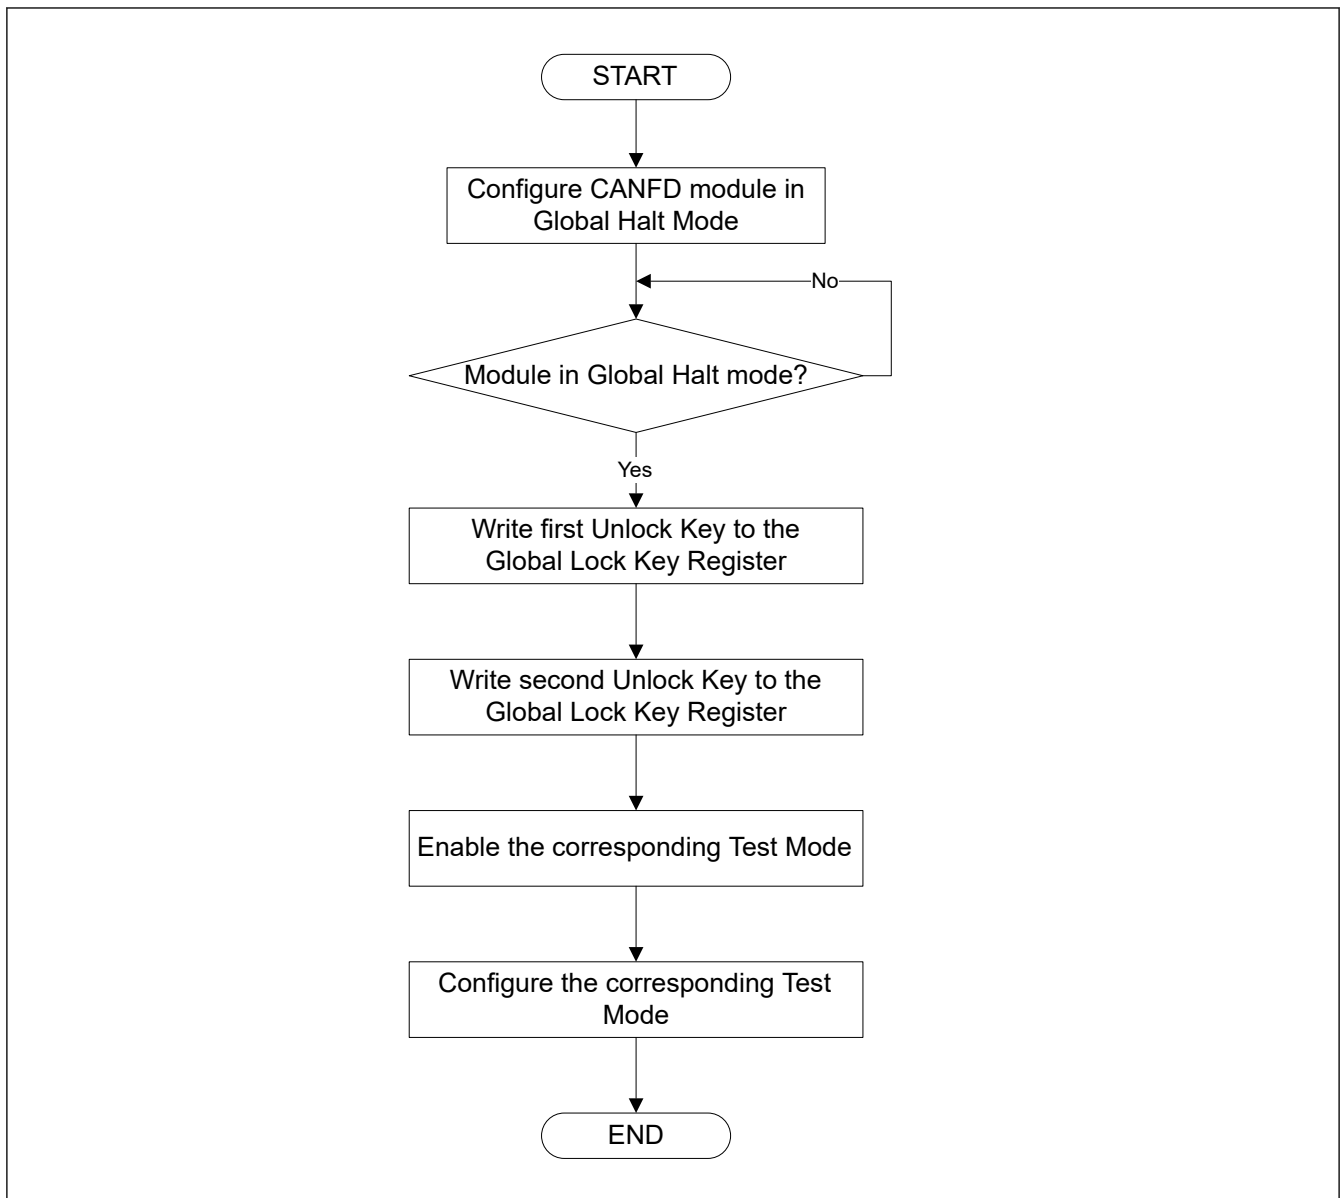 START
Configure CANFD module in
Global Halt Mode
No
Module in Global Halt mode?
Yes
Write first Unlock Key to the
Global Lock Key Register
Write second Unlock Key to the
Global Lock Key Register
Enable the corresponding Test Mode
Configure the corresponding Test
Mode
END